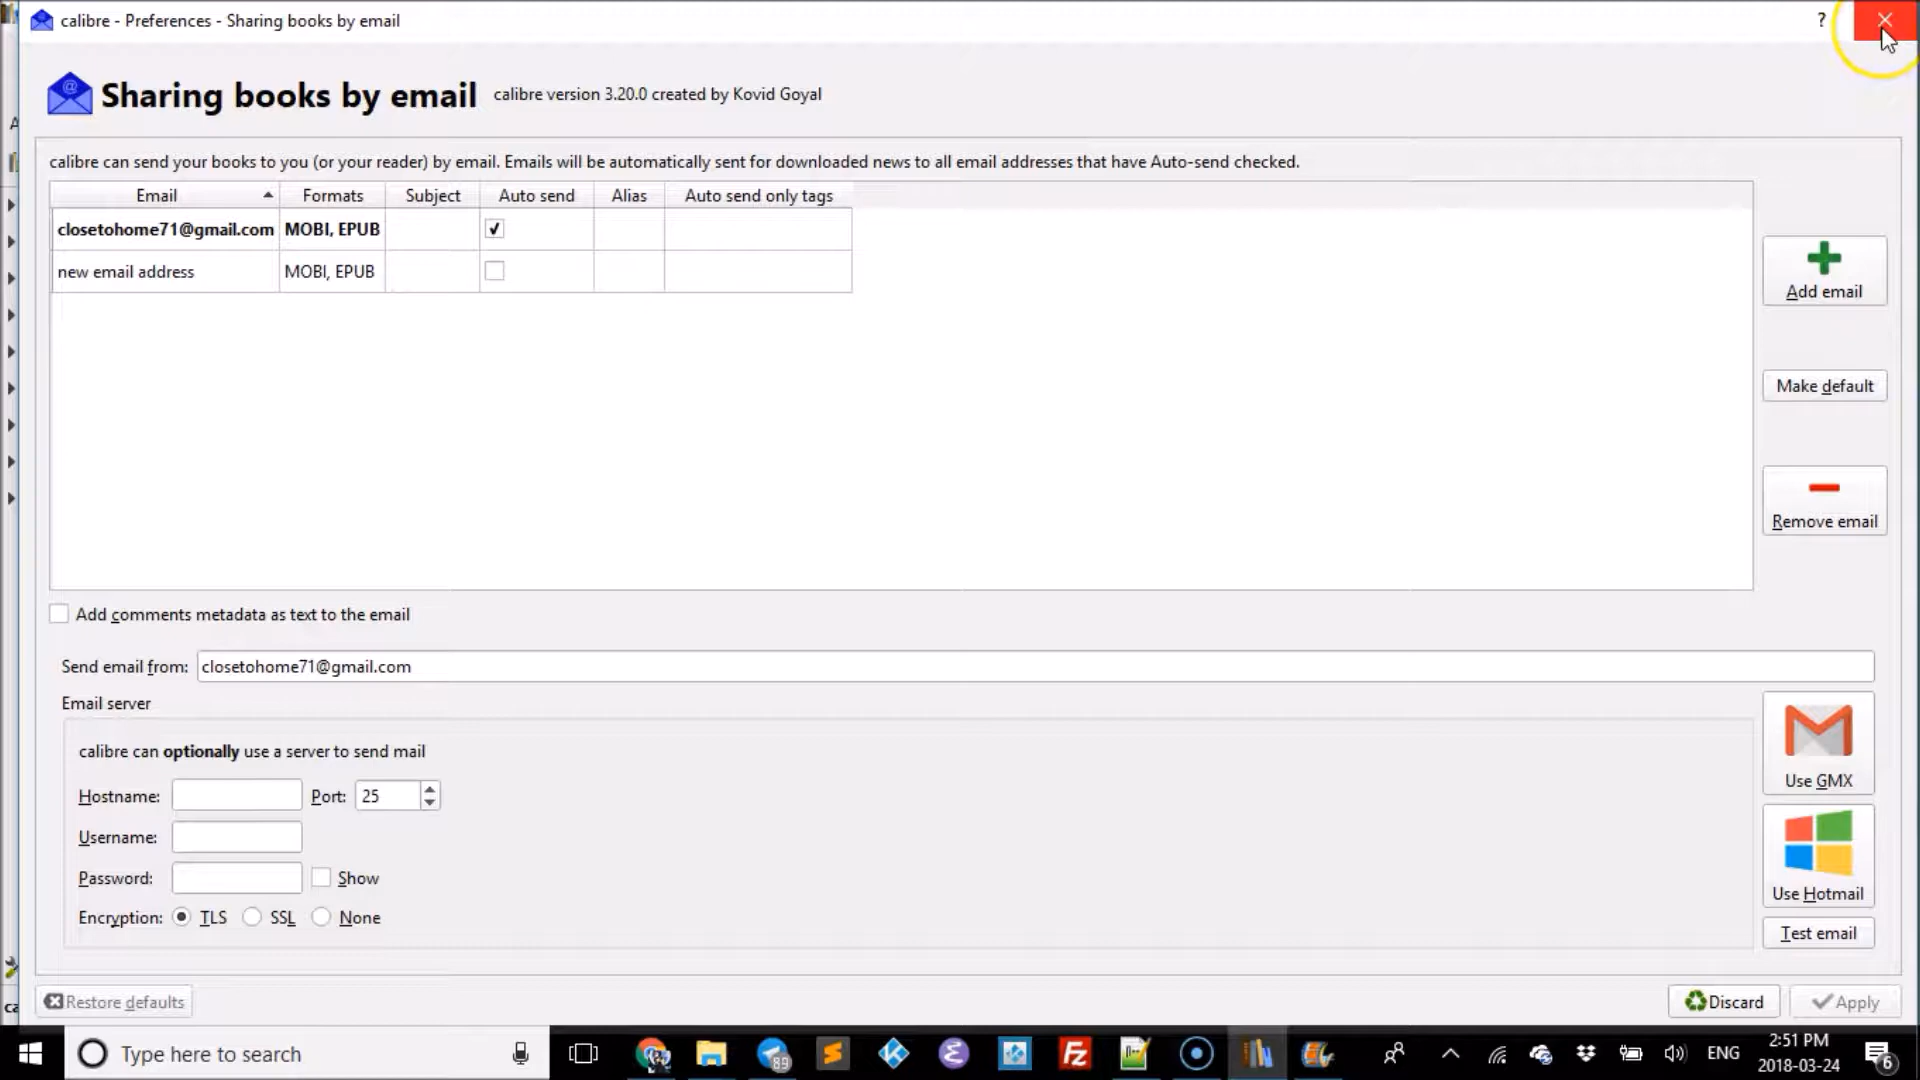 calibre - Preferences - Sharing books by email
?
Sharing books by email
calibre version 3.20.0 created by Kovid Goyal
calibre can send your books to you (or your reader) by email. Emails will be automatically sent for downloaded news to all email addresses that have Auto-send checked.
Email Formats Subject Auto send Alias Auto send only tags
closetohome71@gmail.com MOBI, EPUB
new email address MOBI, EPUB
Add email
Make default
Remove email
Add comments metadata as text to the email
Send email from: closetohome71@gmail.com
Email server
calibre can optionally use a server to send mail
Hostname: Port: 25
Username:
Password: Show
Encryption: TLS SSL None
Use GMX
Use Hotmail
Test email
Restore defaults
Discard
Apply
ca
Type here to search
89
Fz
ENG
2:51 PM
2018-03-24
6